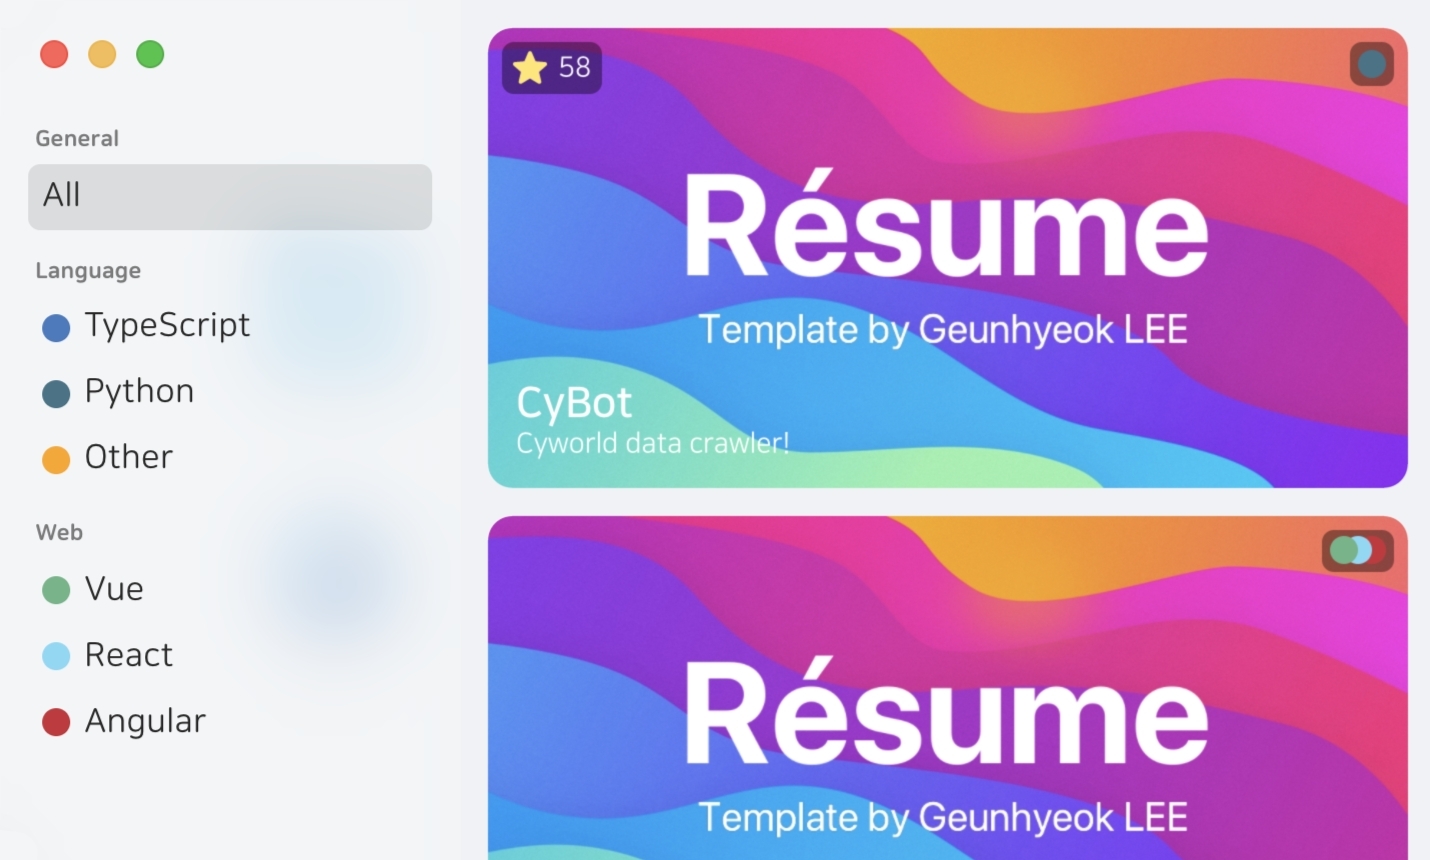 General
All
Language
TypeScript
Python
Other
Web
Vue
React
Angular
58
Résume
Template by Geunhyeok LEE
CyBot
Cyworld data crawler!
Résume
Template by Geunhyeok LEE